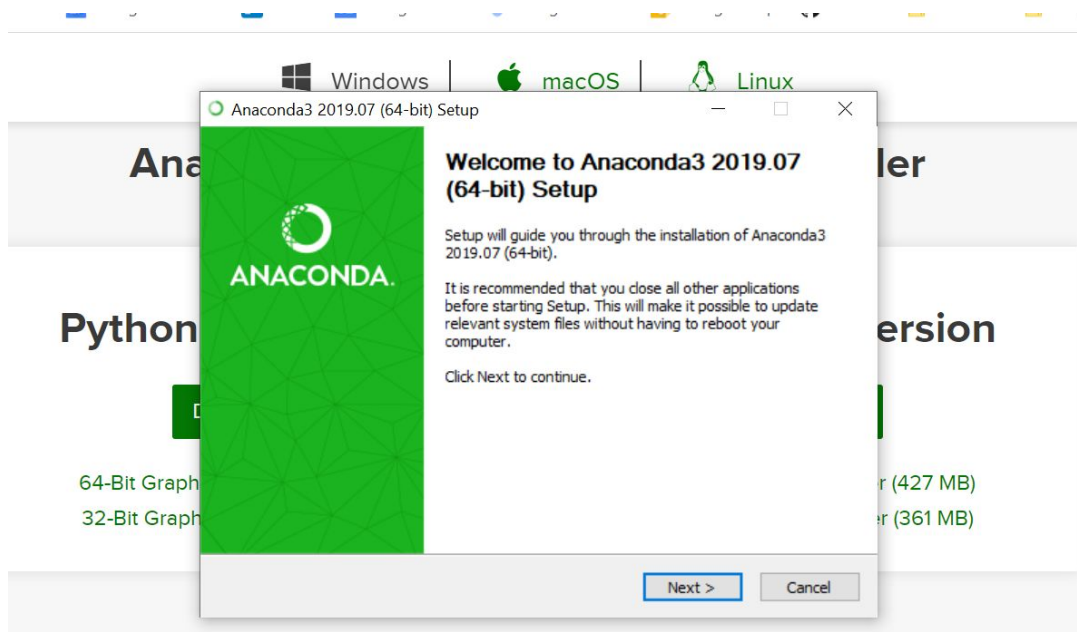 Windows macOS Linux
Anaconda3 2019.07 (64-bit) Setup
Welcome to Anaconda3 2019.07
(64-bit) Setup
ANACONDA.
Setup will guide you through the installation of Anaconda3
2019.07 (64-bit).
It is recommended that you close all other applications
before starting Setup. This will make it possible to update
relevant system files without having to reboot your
computer.
Click Next to continue.
Python
64-Bit Graph
(427 MB)
32-Bit Graph
(361 MB)
Next > Cancel